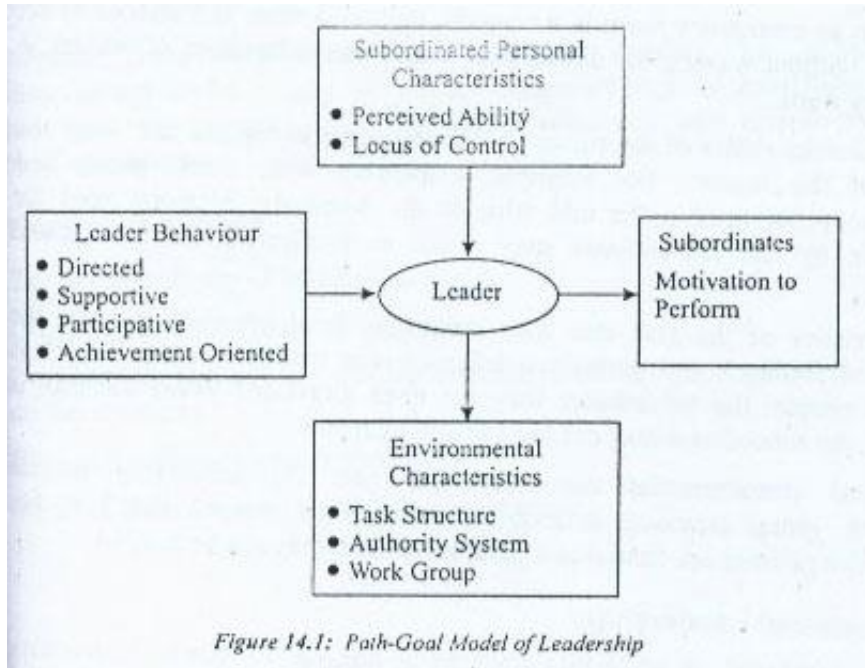 Subordinated Personal
Characteristics
● Perceived Ability
● Locus of Control
Leader Behaviour
● Directed
● Supportive
● Participative
● Achievement Oriented
Leader
Subordinates
Motivation to
Perform
Environmental
Characteristics
● Task Structure
● Authority System
● Work Group
Figure 14.1: Path-Goal Model of Leadership